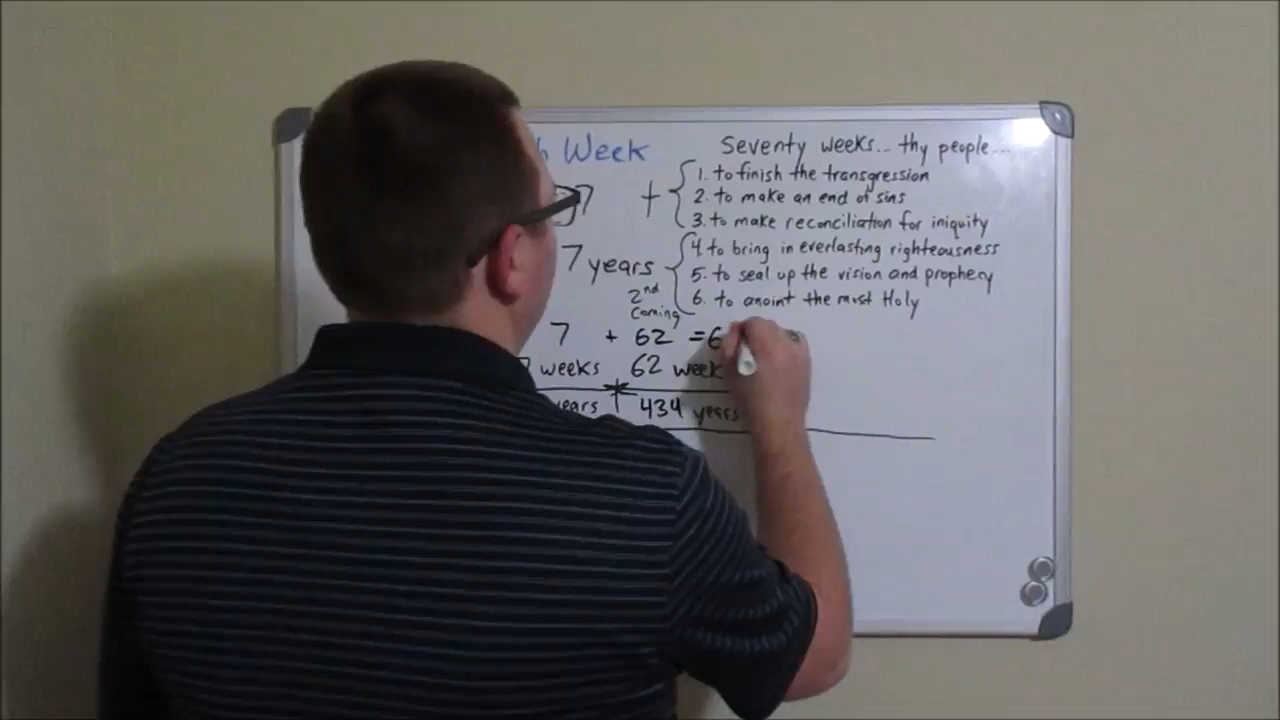 Week
Seventy weeks... thy people...
7 + 1. to finish the transgression
2. to make an end of sins
3. to make reconciliation for iniquity
7 years 4. to bring in everlasting righteousness
5. to seal up the vision and prophecy
2nd Coming 6. to anoint the most Holy
7 + 62 = 6
weeks 62 week
years 434 years